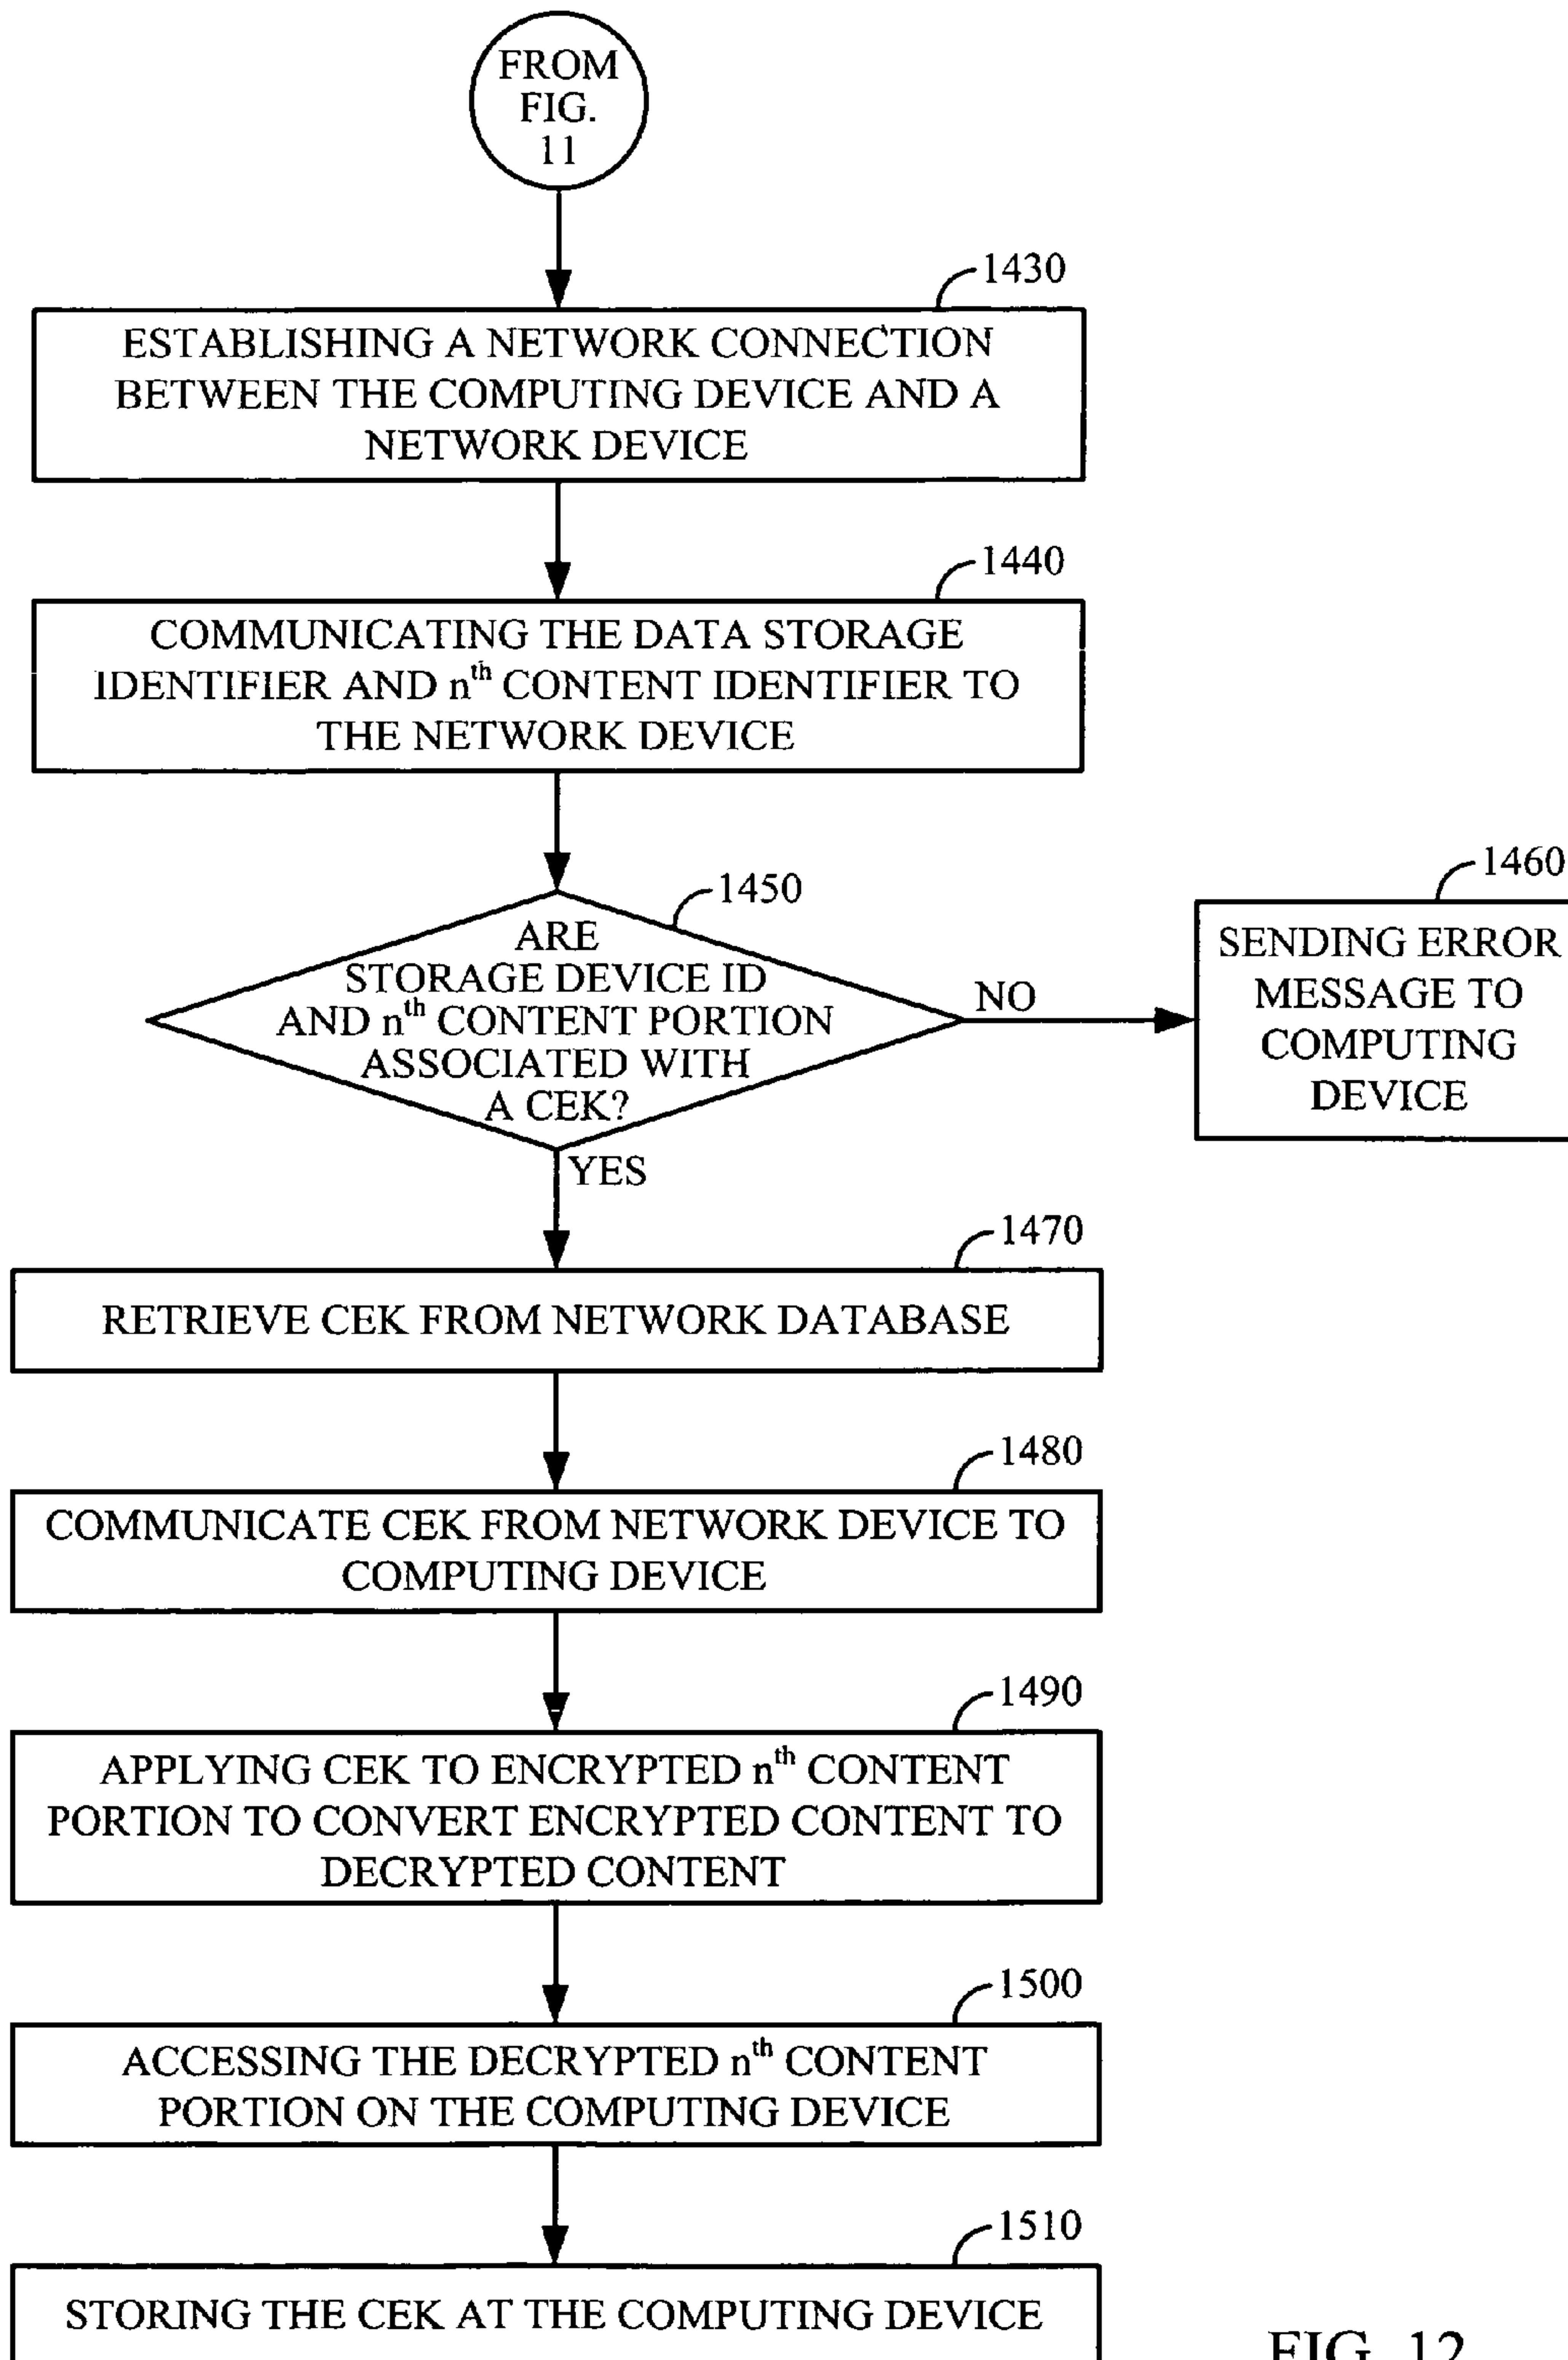 FROM
FIG.
11
1430
ESTABLISHING A NETWORK CONNECTION
BETWEEN THE COMPUTING DEVICE AND A
NETWORK DEVICE
1440
COMMUNICATING THE DATA STORAGE
IDENTIFIER AND nth CONTENT IDENTIFIER TO
THE NETWORK DEVICE
1450
ARE
STORAGE DEVICE ID
AND nth CONTENT PORTION
ASSOCIATED WITH
A CEK?
NO
1460
SENDING ERROR
MESSAGE TO
COMPUTING
DEVICE
YES
1470
RETRIEVE CEK FROM NETWORK DATABASE
1480
COMMUNICATE CEK FROM NETWORK DEVICE TO
COMPUTING DEVICE
1490
APPLYING CEK TO ENCRYPTED nth CONTENT
PORTION TO CONVERT ENCRYPTED CONTENT TO
DECRYPTED CONTENT
1500
ACCESSING THE DECRYPTED nth CONTENT
PORTION ON THE COMPUTING DEVICE
1510
STORING THE CEK AT THE COMPUTING DEVICE
FIG. 12